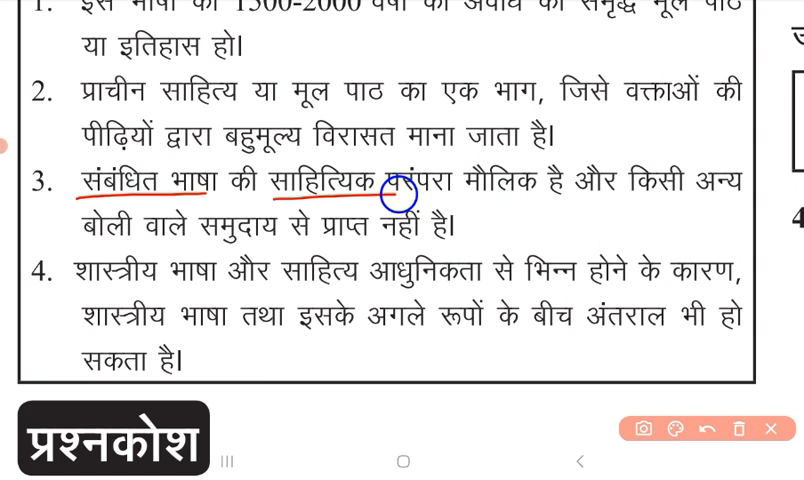 1. इस भाषा का 1500-2000 वर्षों की अवधि का समृद्ध मूल पाठ
या इतिहास हो।
2. प्राचीन साहित्य या मूल पाठ का एक भाग, जिसे वक्ताओं की
पीढ़ियों द्वारा बहुमूल्य विरासत माना जाता है।
3. संबंधित भाषा की साहित्यिक परंपरा मौलिक है और किसी अन्य
बोली वाले समुदाय से प्राप्त नहीं है।
4. शास्त्रीय भाषा और साहित्य आधुनिकता से भिन्न होने के कारण,
शास्त्रीय भाषा तथा इसके अगले रूपों के बीच अंतराल भी हो
सकता है।
4
प्रश्नकोश